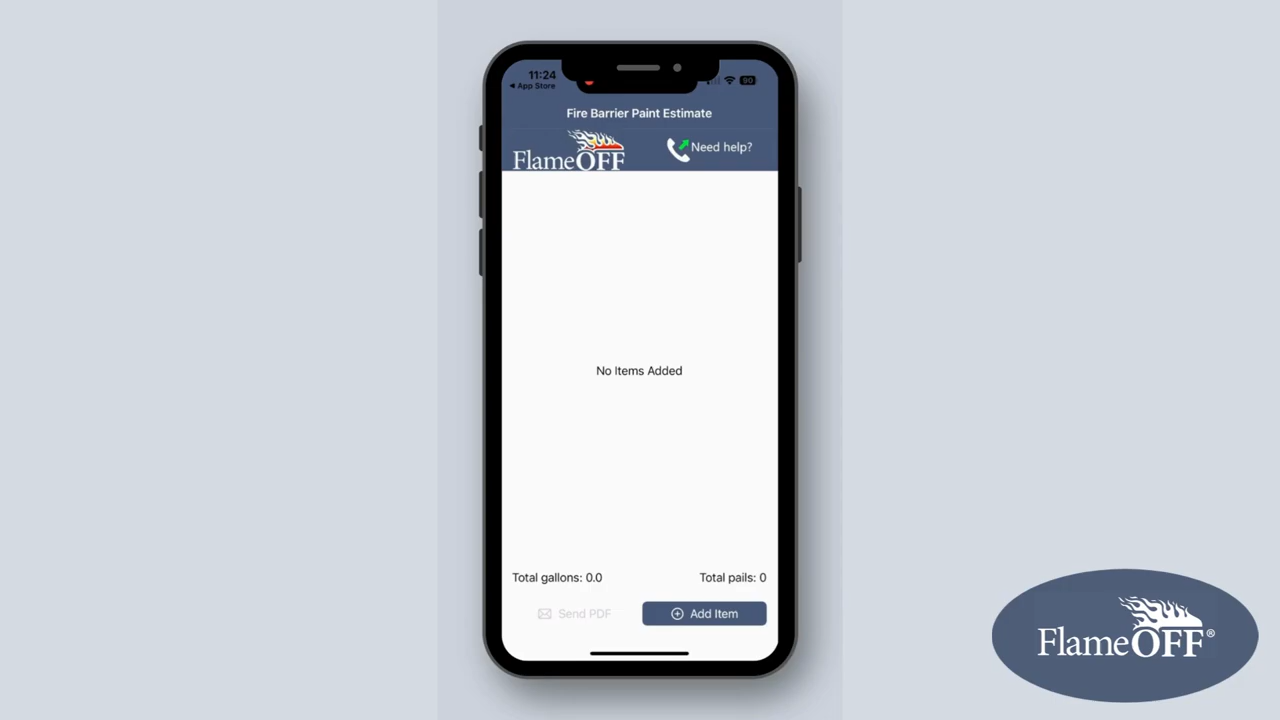 11:24
90
◀ App Store
Fire Barrier Paint Estimate
FlameOFF
Need help?
No Items Added
Total gallons: 0.0
Total pails: 0
Send PDF
Add Item
FlameOFF®